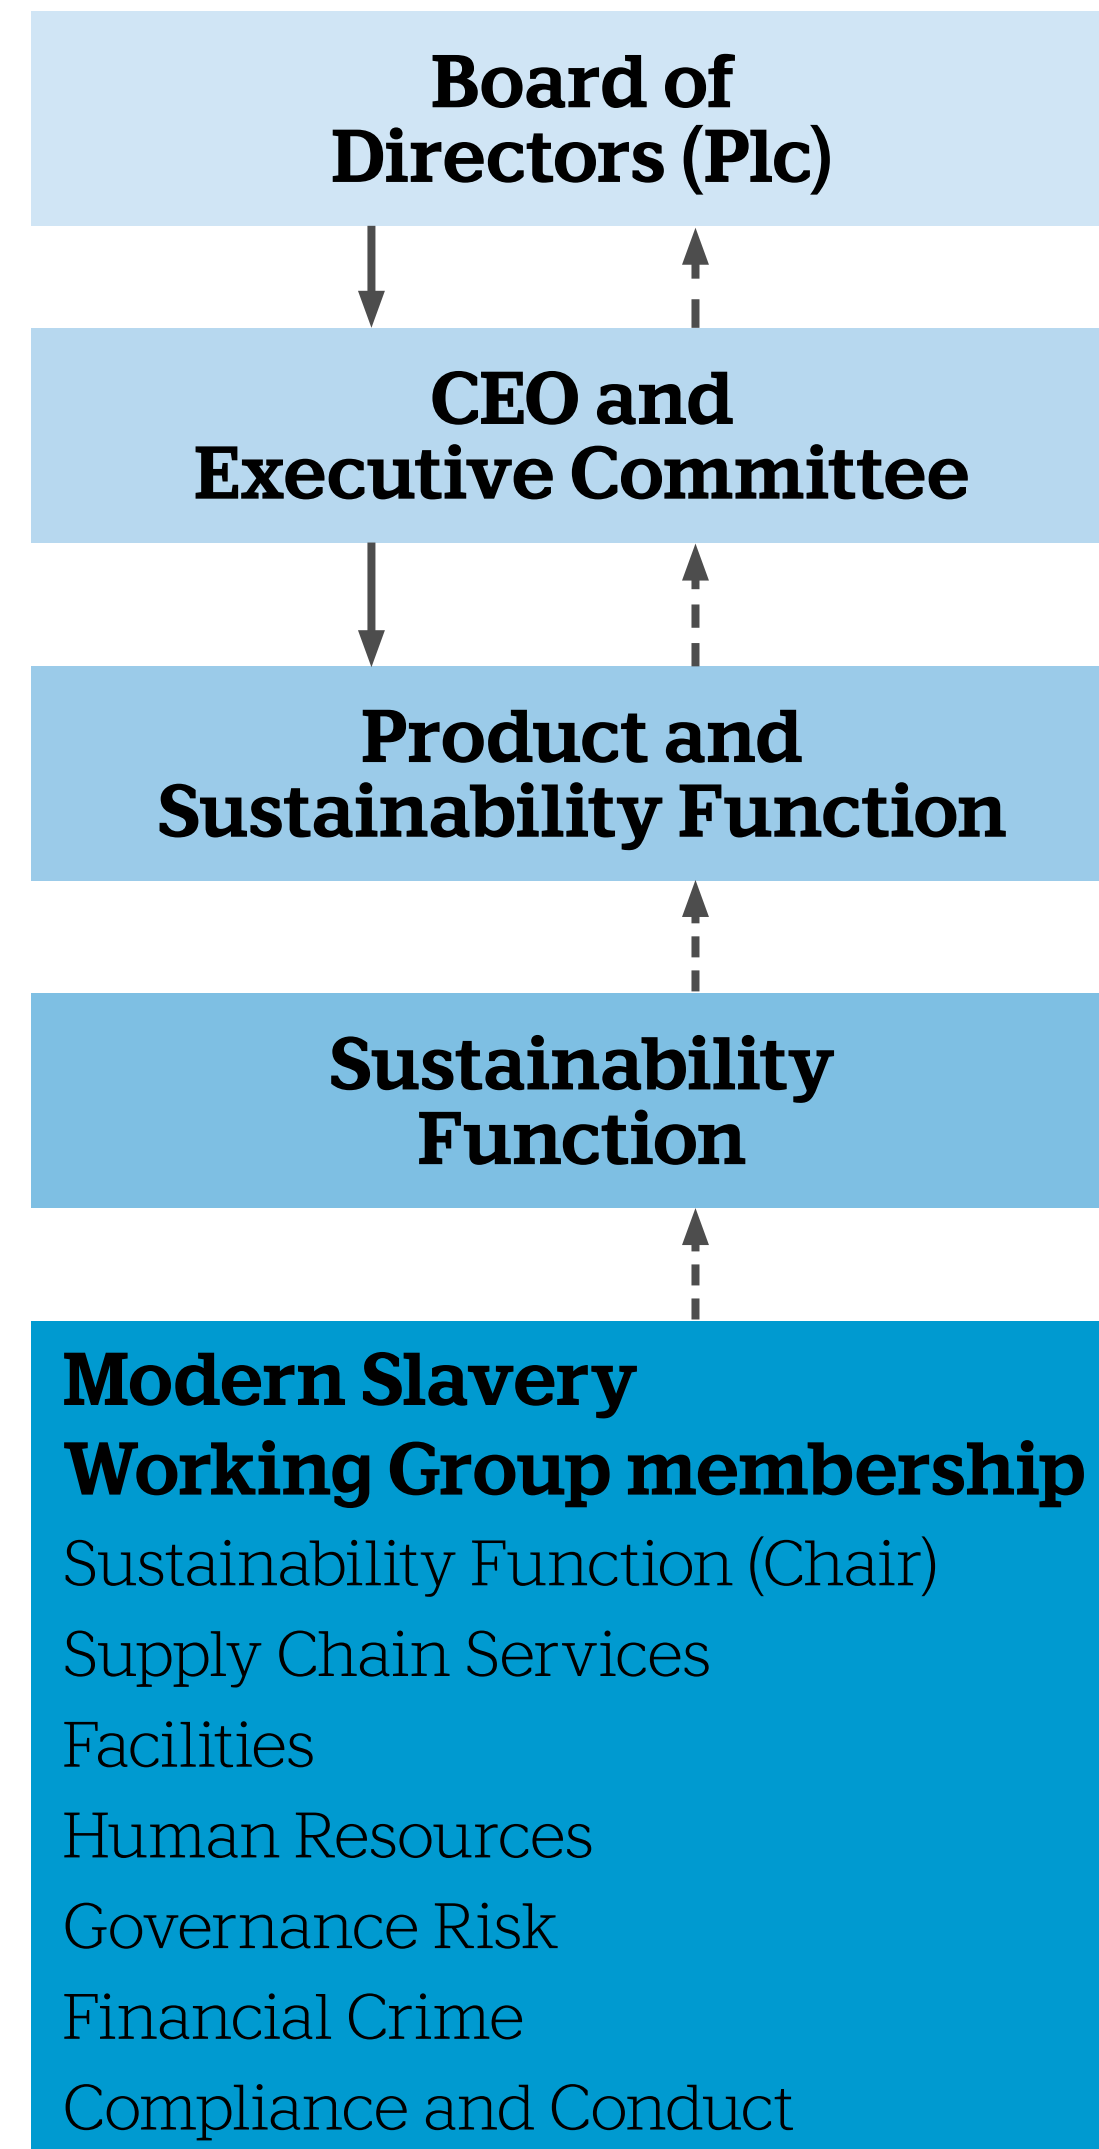 Board of
Directors (Plc)
CEO and
Executive Committee
Product and
Sustainability Function
Sustainability
Function
Modern Slavery
Working Group membership
Sustainability Function (Chair)
Supply Chain Services
Facilities
Human Resources
Governance Risk
Financial Crime
Compliance and Conduct